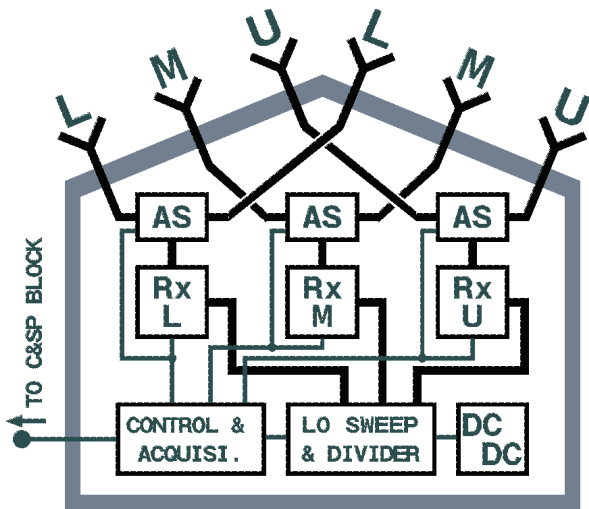 L M U L M U
AS AS AS
Rx Rx Rx
L M U
TO C&SP BLOCK
CONTROL & LO SWEEP DC
ACQUISI. & DIVIDER DC